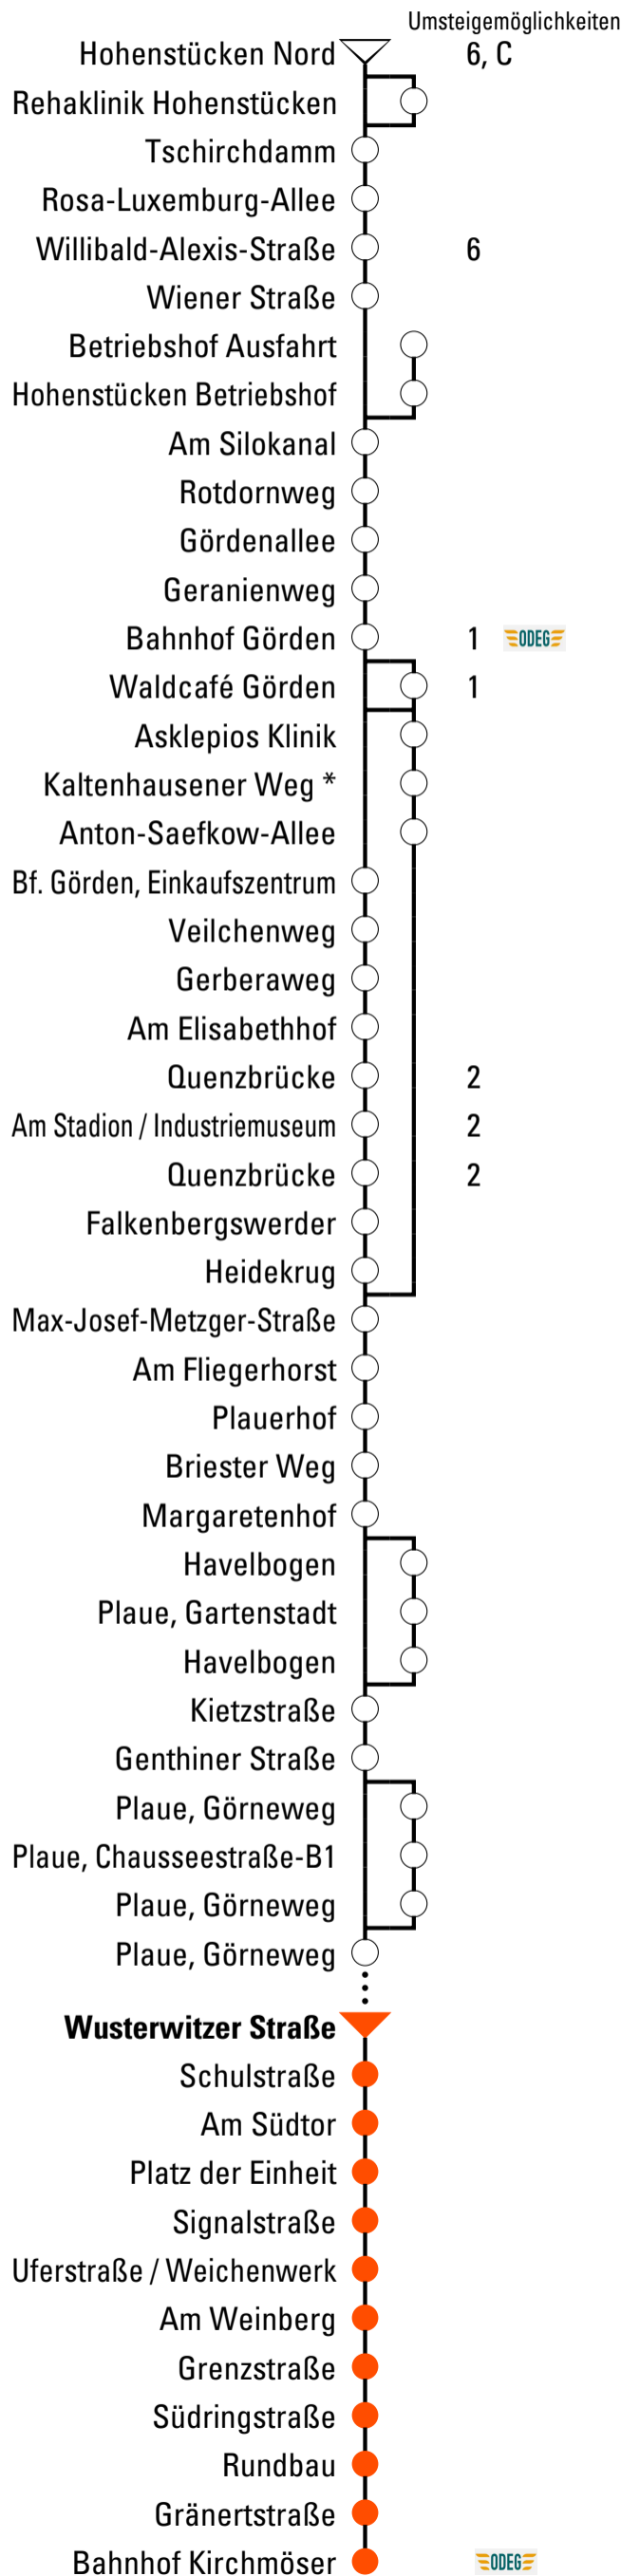 Umsteigemöglichkeiten
Hohenstücken Nord 6, C
Rehaklinik Hohenstücken
Tschirchdamm
Rosa-Luxemburg-Allee
Willibald-Alexis-Straße 6
Wiener Straße
Betriebshof Ausfahrt
Hohenstücken Betriebshof
Am Silokanal
Rotdornweg
Gördenallee
Geranienweg
Bahnhof Görden 1 ODEG
Waldcafé Görden 1
Asklepios Klinik
Kaltenhausener Weg *
Anton-Saefkow-Allee
Bf. Görden, Einkaufszentrum
Veilchenweg
Gerberaweg
Am Elisabethhof
Quenzbrücke 2
Am Stadion / Industriemuseum 2
Quenzbrücke 2
Falkenbergswerder
Heidekrug
Max-Josef-Metzger-Straße
Am Fliegerhorst
Plauerhof
Briester Weg
Margaretenhof
Havelbogen
Plaue, Gartenstadt
Havelbogen
Kietzstraße
Genthiner Straße
Plaue, Görneweg
Plaue, Chausseestraße-B1
Plaue, Görneweg
Plaue, Görneweg
Wusterwitzer Straße
Schulstraße
Am Südtor
Platz der Einheit
Signalstraße
Uferstraße / Weichenwerk
Am Weinberg
Grenzstraße
Südringstraße
Rundbau
Gränertstraße
Bahnhof Kirchmöser ODEG